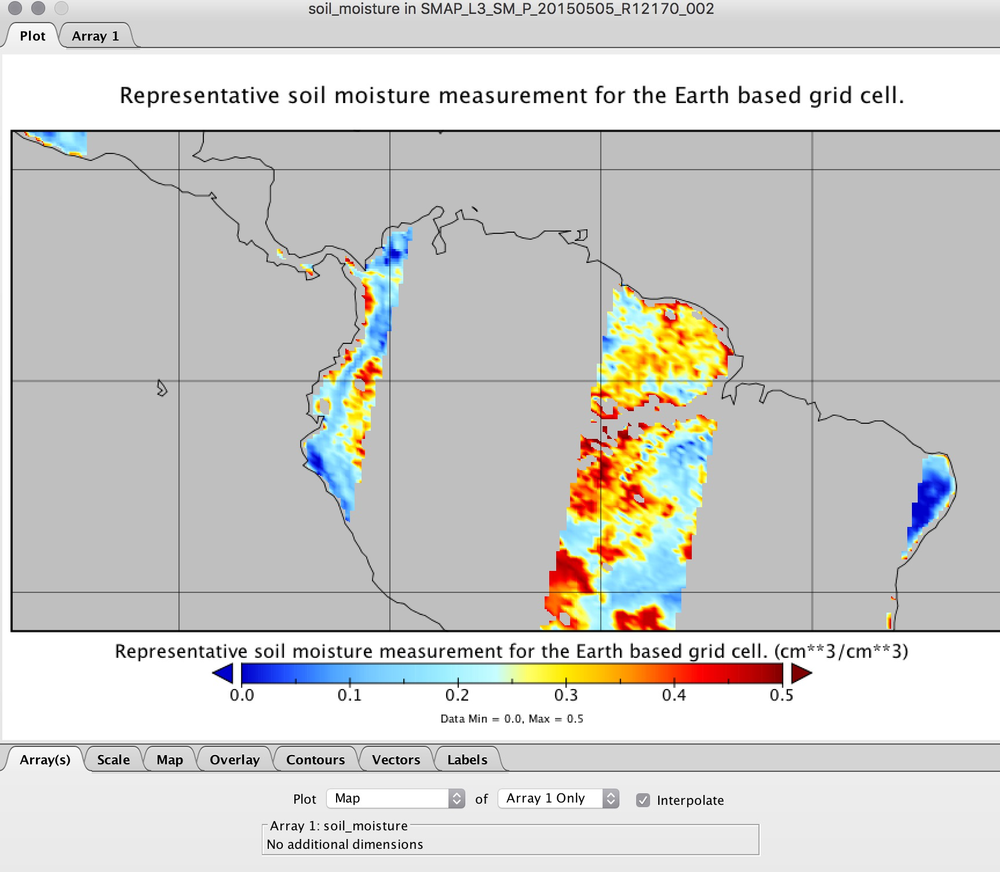 soil_moisture in SMAP_L3_SM_P_20150505_R12170_002
Plot Array 1
Representative soil moisture measurement for the Earth based grid cell.
Representative soil moisture measurement for the Earth based grid cell. (cm**3/cm**3)
0.0 0.1 0.2 0.3 0.4 0.5
Data Min = 0.0, Max = 0.5
Array(s) Scale Map Overlay Contours Vectors Labels
Plot Map of Array 1 Only Interpolate
Array 1: soil_moisture
No additional dimensions